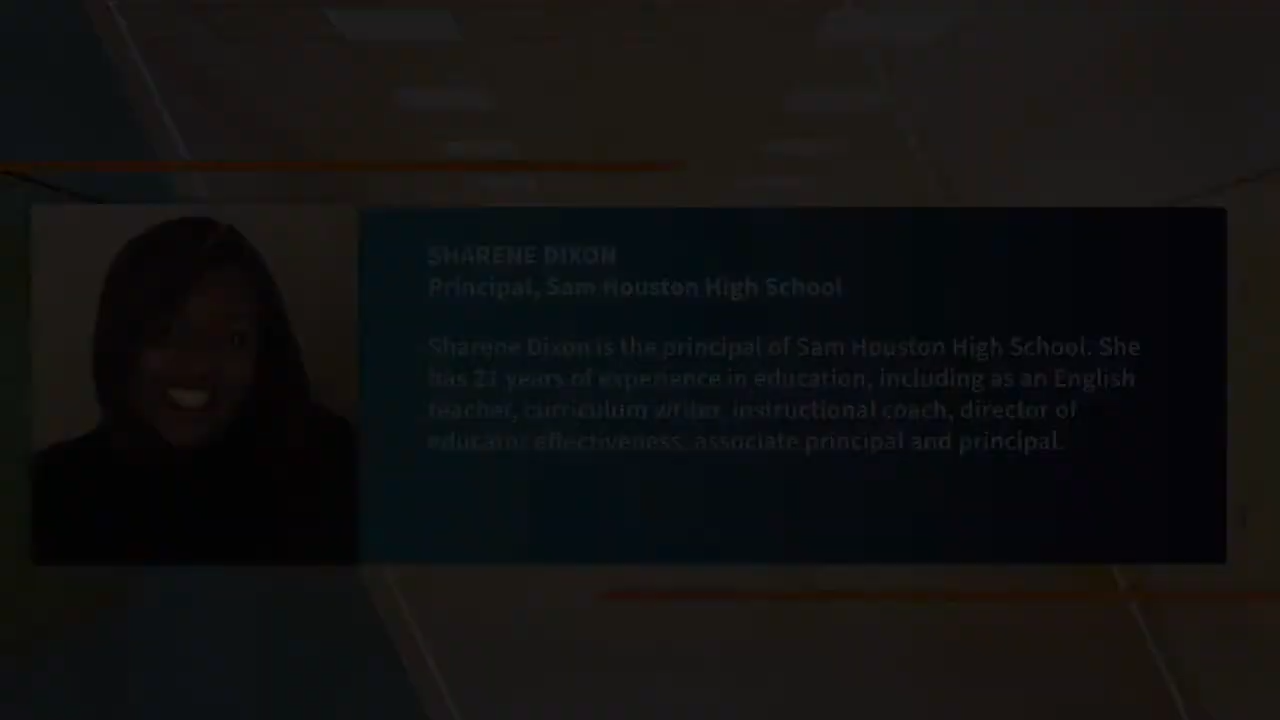 SHARENE DIXON
Principal, Sam Houston High School
Sharene Dixon is the principal of Sam Houston High School. She
has 21 years of experience in education, including as an English
teacher, curriculum writer, instructional coach, director of
educator effectiveness, associate principal and principal.